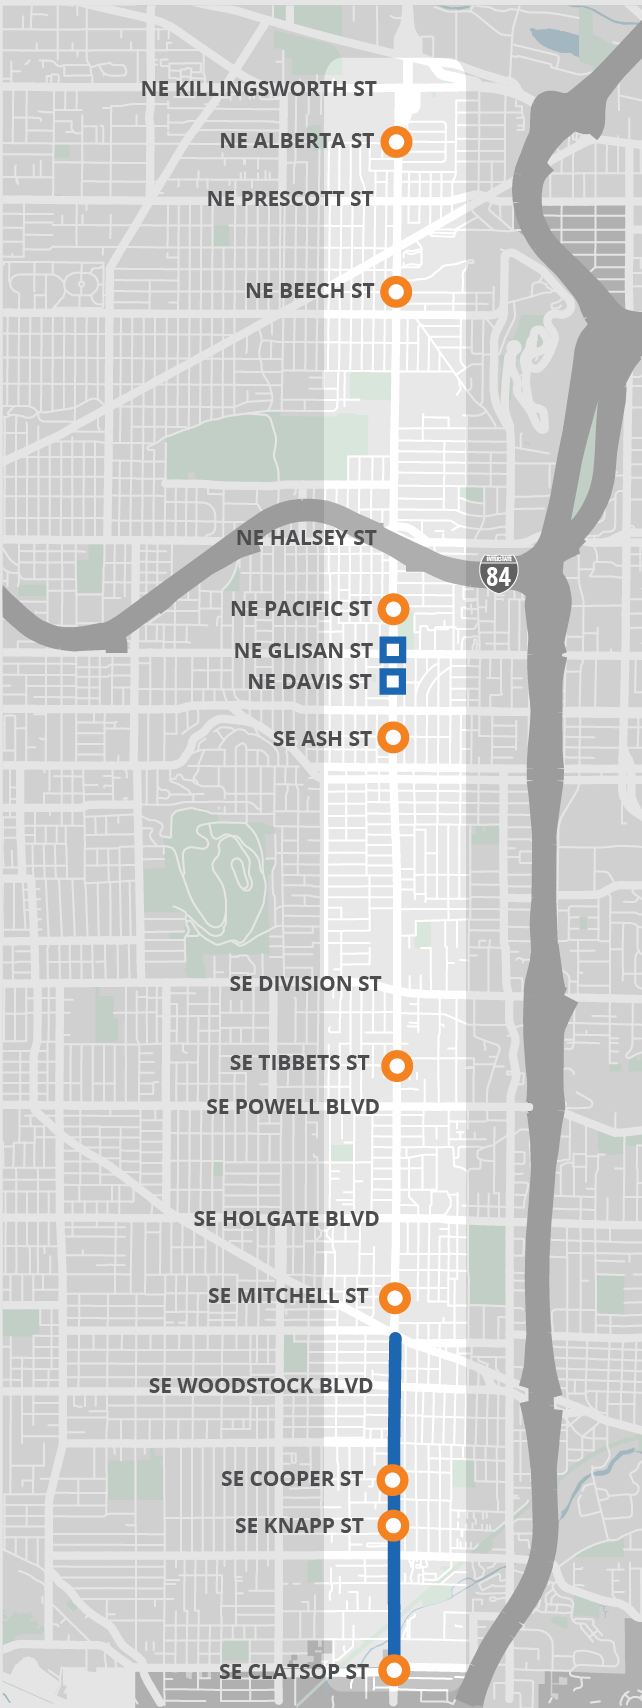 NE KILLINGSWORTH ST
NE ALBERTA ST
NE PRESCOTT ST
NE BEECH ST
NE HALSEY ST
INTERSTATE
84
NE PACIFIC ST
NE GLISAN ST
NE DAVIS ST
SE ASH ST
SE DIVISION ST
SE TIBBETS ST
SE POWELL BLVD
SE HOLGATE BLVD
SE MITCHELL ST
SE WOODSTOCK BLVD
SE COOPER ST
SE KNAPP ST
SE CLATSOP ST